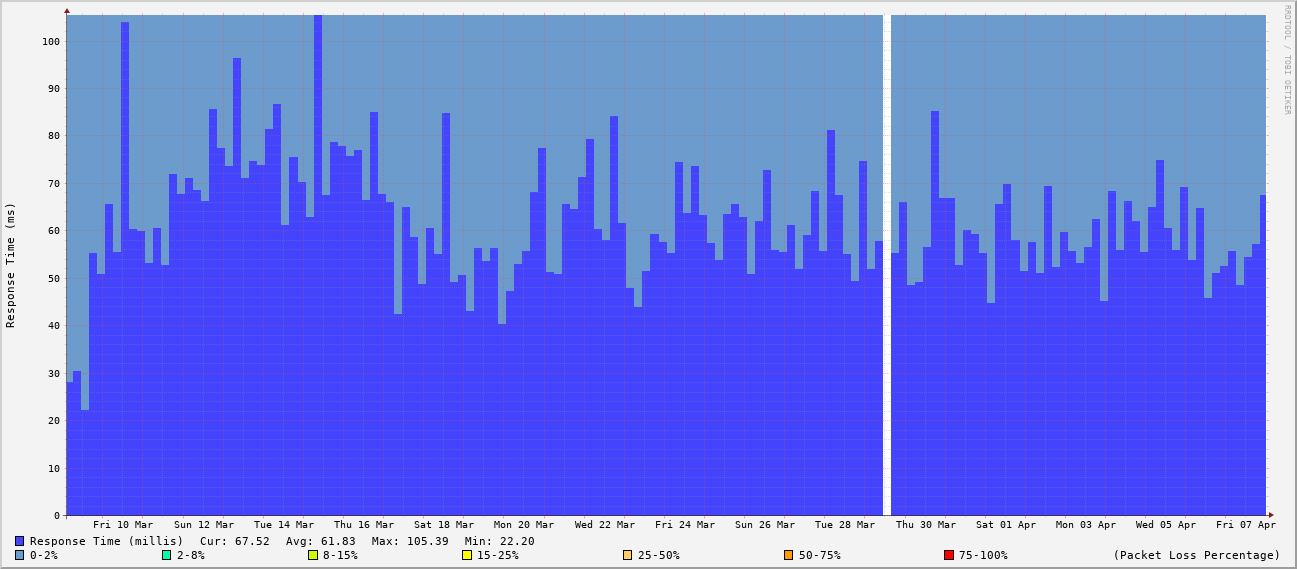 RRDTOOL / TOBI OETIKER
Response Time (ms)
100
90
80
70
60
50
40
30
20
10
0
Fri 10 Mar Sun 12 Mar Tue 14 Mar Thu 16 Mar Sat 18 Mar Mon 20 Mar Wed 22 Mar Fri 24 Mar Sun 26 Mar Tue 28 Mar Thu 30 Mar Sat 01 Apr Mon 03 Apr Wed 05 Apr Fri 07 Apr
Response Time (millis) Cur: 67.52 Avg: 61.83 Max: 105.39 Min: 22.20
0-2% 2-8% 8-15% 15-25% 25-50% 50-75% 75-100% (Packet Loss Percentage)